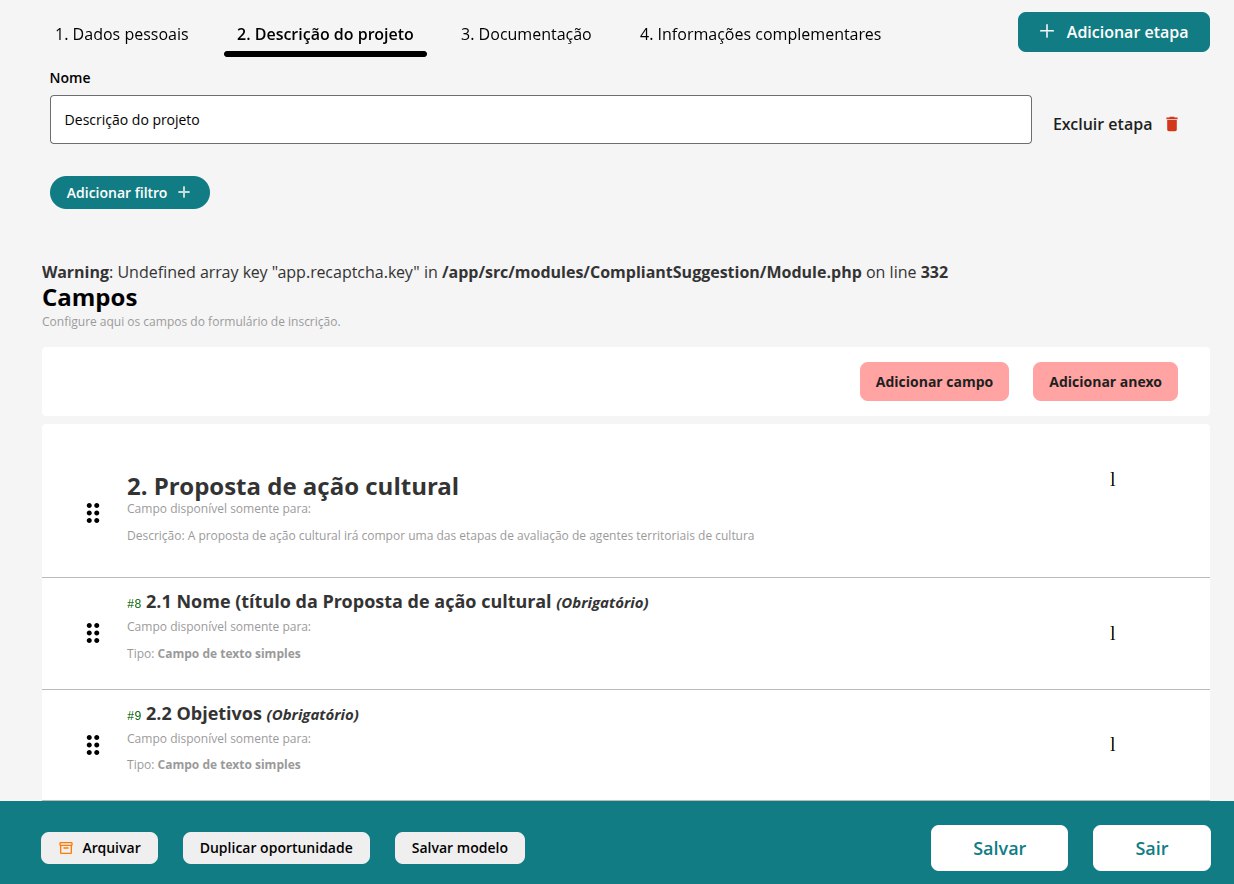 1. Dados pessoais
2. Descrição do projeto
3. Documentação
4. Informações complementares
Adicionar etapa
Nome
Descrição do projeto
Excluir etapa
Adicionar filtro
Warning: Undefined array key "app.recaptcha.key" in /app/src/modules/CompliantSuggestion/Module.php on line 332
Campos
Configure aqui os campos do formulário de inscrição.
Adicionar campo
Adicionar anexo
2. Proposta de ação cultural
Campo disponível somente para:
Descrição: A proposta de ação cultural irá compor uma das etapas de avaliação de agentes territoriais de cultura
l
#8 2.1 Nome (título da Proposta de ação cultural (Obrigatório)
Campo disponível somente para:
Tipo: Campo de texto simples
l
#9 2.2 Objetivos (Obrigatório)
Campo disponível somente para:
Tipo: Campo de texto simples
l
Arquivar
Duplicar oportunidade
Salvar modelo
Salvar
Sair